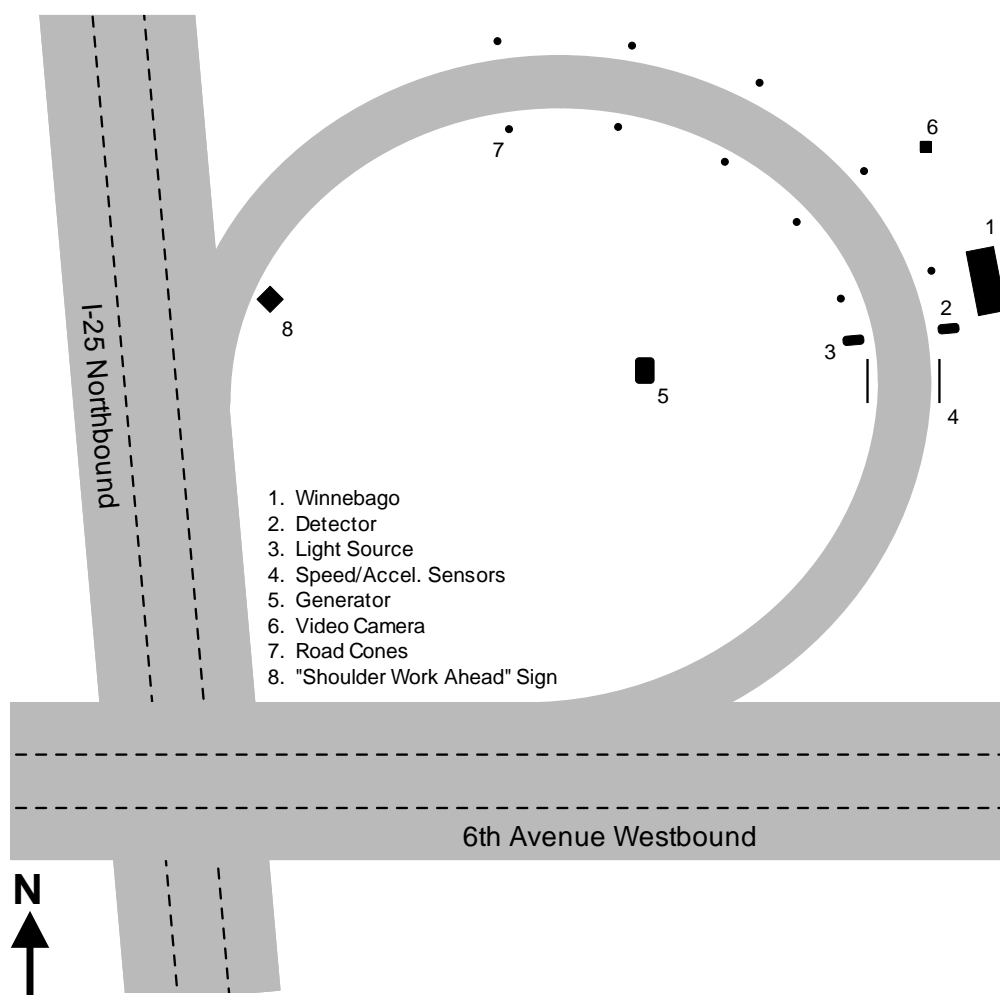 6
7
1
2
8
3
5
4
I-25 Northbound
1. Winnebago
2. Detector
3. Light Source
4. Speed/Accel. Sensors
5. Generator
6. Video Camera
7. Road Cones
8. "Shoulder Work Ahead" Sign
6th Avenue Westbound
N